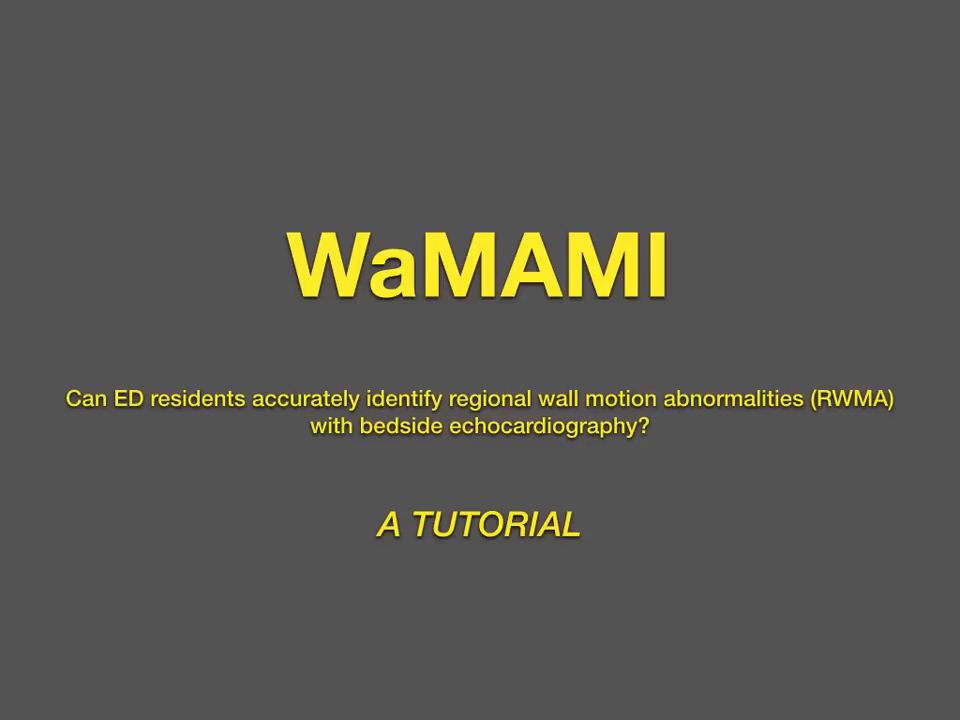 WaMAMI
Can ED residents accurately identify regional wall motion abnormalities (RWMA)
with bedside echocardiography?
A TUTORIAL